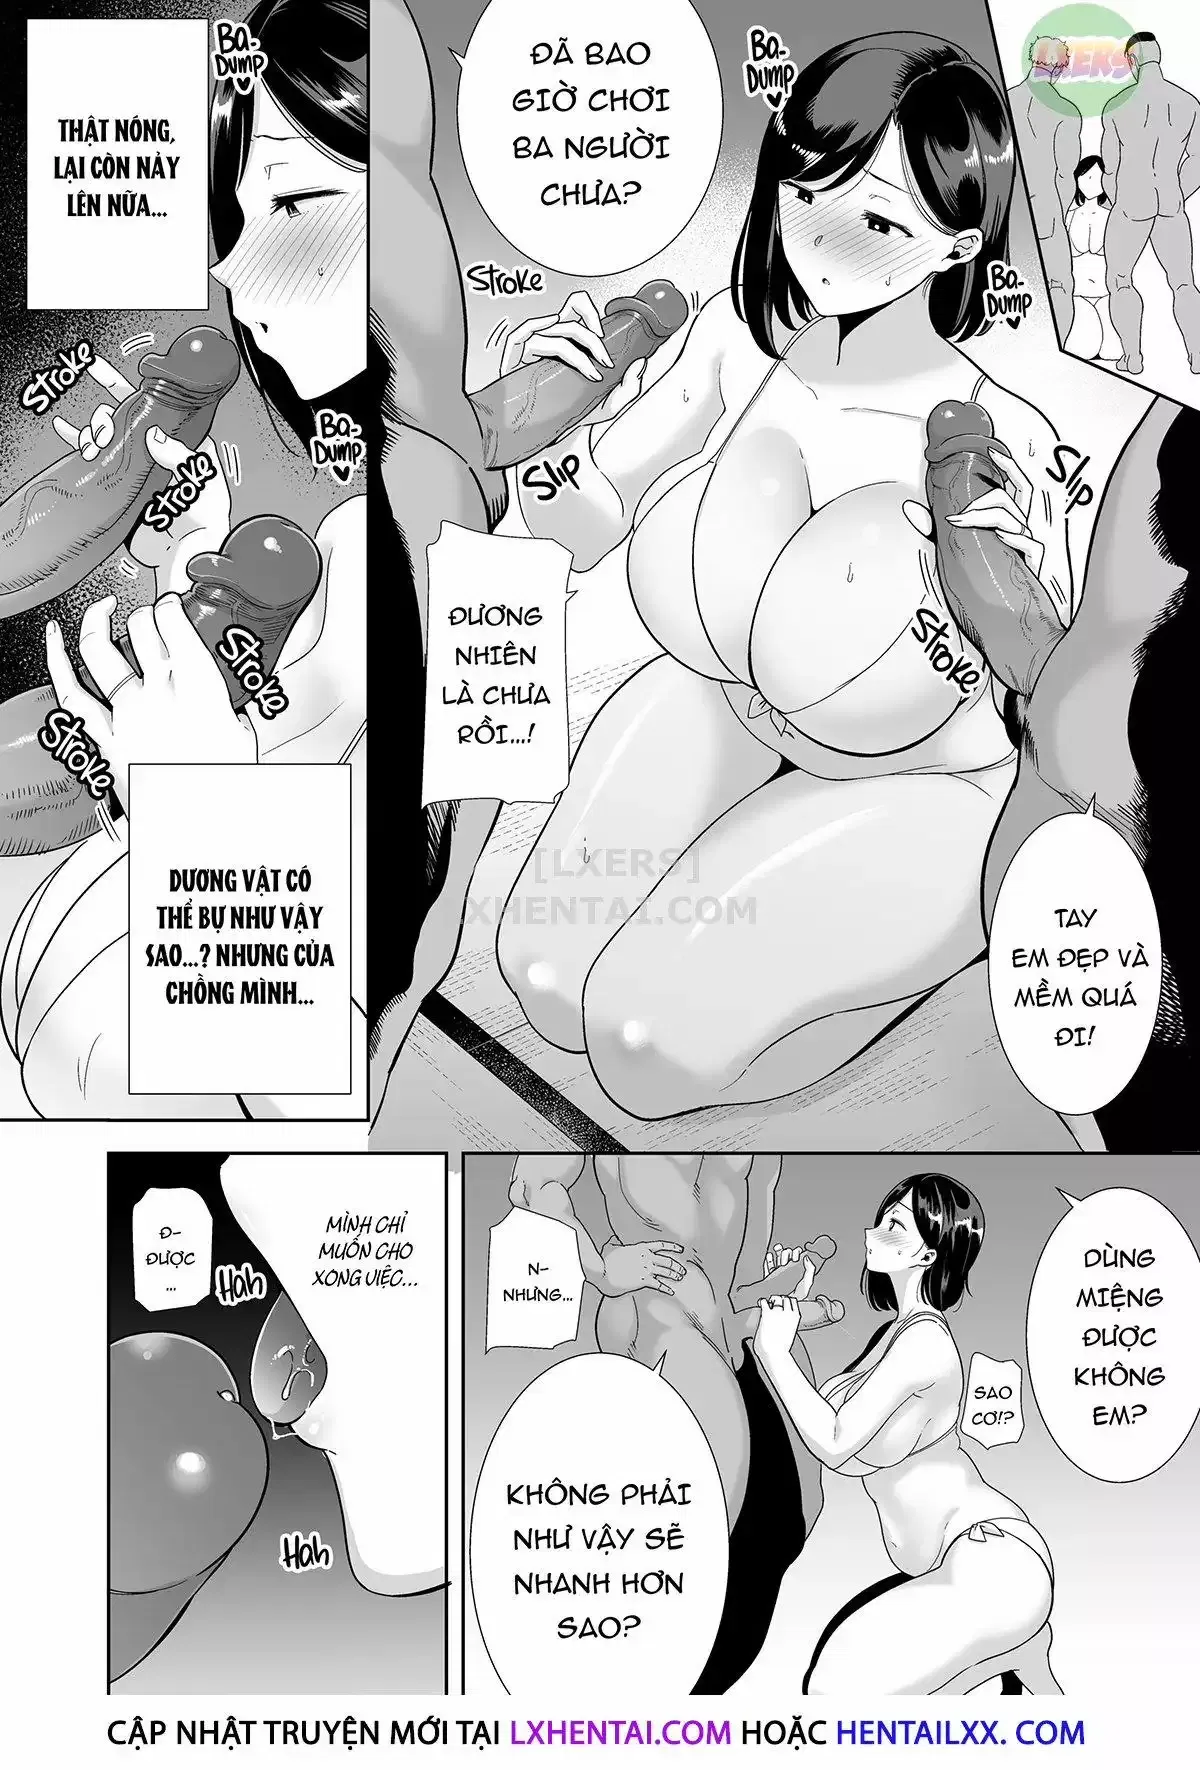 LXERS
ĐÃ BAO
GIỜ CHƠI
BA NGƯỜI
CHƯA?
BA-
DUMP
BA-
DUMP
STROKE
SLIP
SLIP
STROKE
ĐƯƠNG
NHIÊN
LÀ CHƯA
RỒI...!
TAY
EM ĐẸP VÀ
MỀM QUÁ
ĐI!
[LXERS]
XHENTAI.COM
BA-
DUMP
THẬT NÓNG,
LẠI CÒN NẢY
LÊN NỮA...
STROKE
BA-
DUMP
STROKE
STROKE
STROKE
DƯƠNG VẬT CÓ
THỂ BỰ NHƯ VẬY
SAO...? NHƯNG CỦA
CHỒNG MÌNH...
DÙNG
MIỆNG
ĐƯỢC
KHÔNG
EM?
SAO
CƠ!?
N-
NHƯNG...
KHÔNG PHẢI
NHƯ VẬY SẼ
NHANH HƠN
SAO?
MÌNH CHỈ
MUỐN CHO
XONG VIỆC...
Đ-
ĐƯỢC
...
HAH
HAH
CẬP NHẬT TRUYỆN MỚI TẠI LXHENTAI.COM HOẶC HENTAILXX. COM